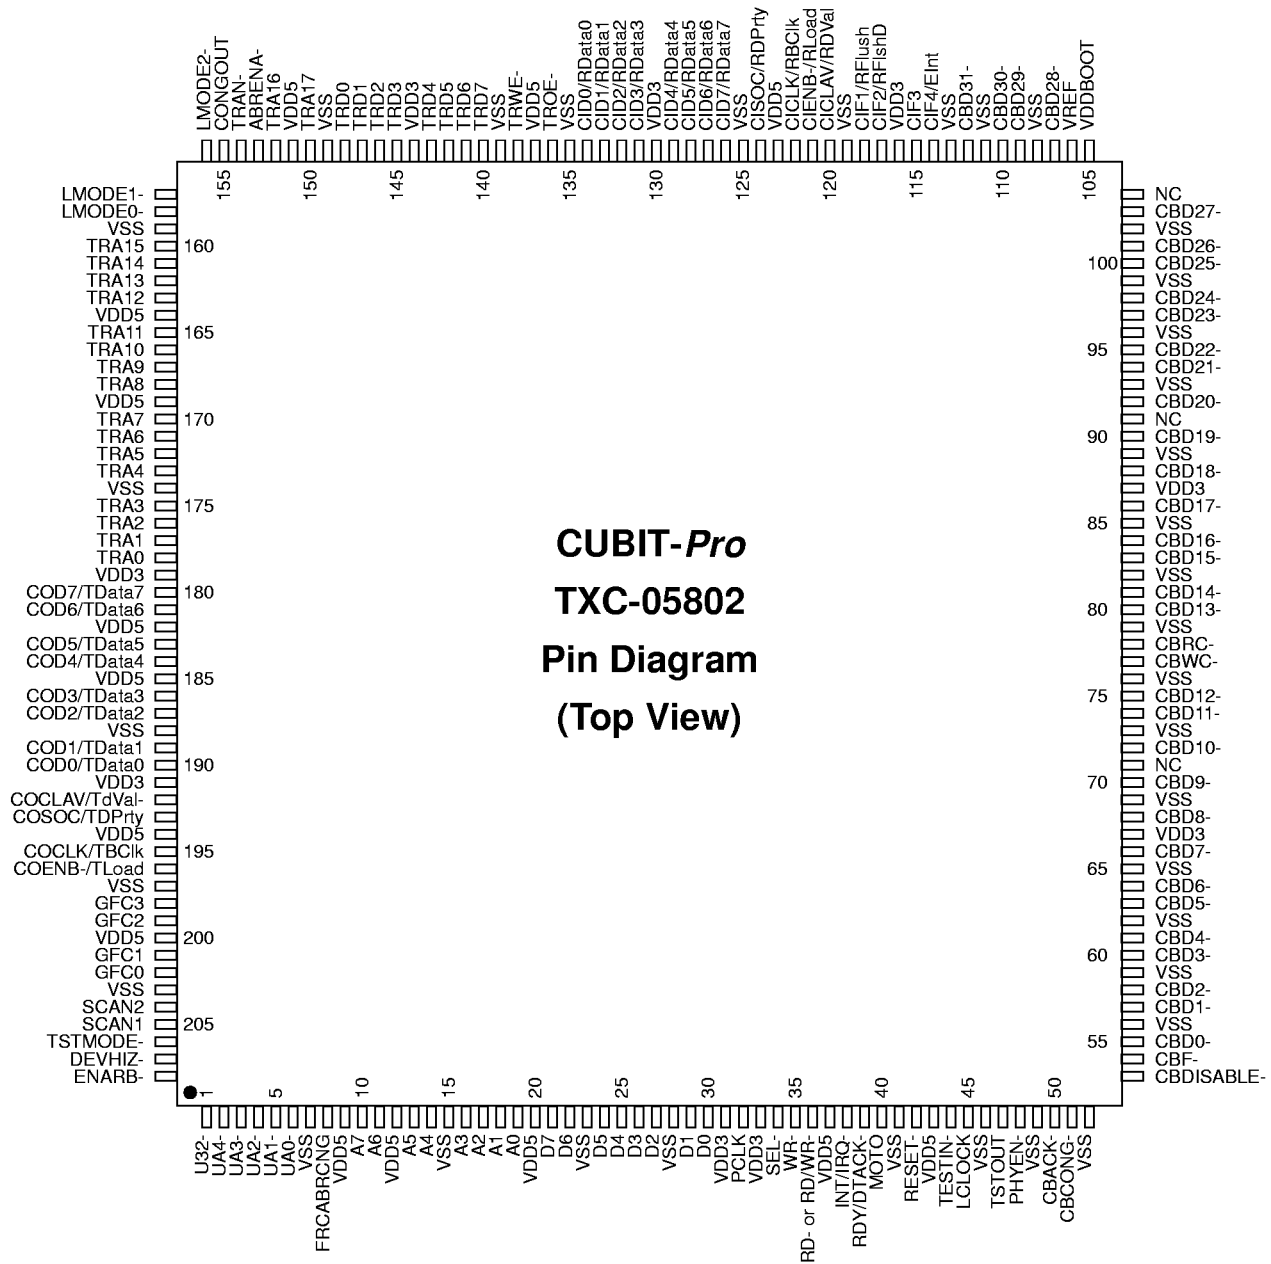 LMODE2-
CONGOUT
TRAN-
ABRENA-
TRA16
VDD5
TRA17
VSS
TRD0
TRD1
TRD2
TRD3
VDD3
TRD4
TRD5
TRD6
TRD7
VSS
TRWE-
VDD5
TROE-
VSS
CID0/RData0
CID1/RData1
CID2/RData2
CID3/RData3
VDD3
CID4/RData4
CID5/RData5
CID6/RData6
CID7/RData7
VSS
CISOC/RDPrty
VDD5
CICLK/RBClk
CIENB-/RLoad
CICLAV/RDVal
VSS
CIF1/RFlush
CIF2/RFishD
VDD3
CIF3
CIF4/EInt
VSS
CBD31-
VSS
CBD30-
CBD29-
VSS
CBD28-
VREF
VDDBOOT
155
150
145
140
135
130
125
120
115
110
105
LMODE1-
LMODE0-
VSS
TRA15
TRA14
TRA13
TRA12
VDD5
TRA11
TRA10
TRA9
TRA8
VDD5
TRA7
TRA6
TRA5
TRA4
VSS
TRA3
TRA2
TRA1
TRA0
VDD3
COD7/TData7
COD6/TData6
VDD5
COD5/TData5
COD4/TData4
VDD5
COD3/TData3
COD2/TData2
VSS
COD1/TData1
COD0/TData0
VDD3
COCLAV/TdVal-
COSOC/TDPrty
VDD5
COCLK/TBClk
COENB-/TLoad
VSS
GFC3
GFC2
VDD5
GFC1
GFC0
VSS
SCAN2
SCAN1
TSTMODE-
DEVHIZ-
ENARB-
160
165
170
175
180
185
190
195
200
205
CUBIT-Pro
TXC-05802
Pin Diagram
(Top View)
100
95
90
85
80
75
70
65
60
55
NC
CBD27-
VSS
CBD26-
CBD25-
VSS
CBD24-
CBD23-
VSS
CBD22-
CBD21-
VSS
CBD20-
NC
CBD19-
VSS
CBD18-
VDD3
CBD17-
VSS
CBD16-
CBD15-
VSS
CBD14-
CBD13-
VSS
CBRC-
CBWC-
VSS
CBD12-
CBD11-
VSS
CBD10-
NC
CBD9-
VSS
CBD8-
VDD3
CBD7-
VSS
CBD6-
CBD5-
VSS
CBD4-
CBD3-
VSS
CBD2-
CBD1-
VSS
CBD0-
CBF-
CBDISABLE-
1
5
10
15
20
25
30
35
40
45
50
U32-
UA4-
UA3-
UA2-
UA1-
UA0-
VSS
FRCABRCNG
VDD5
A7
A6
VDD5
A5
A4
VSS
A3
A2
A1
A0
VDD5
D7
D6
VSS
D5
D4
D3
D2
VSS
D1
D0
VDD3
PCLK
VDD3
SEL-
WR-
RD- or RD/WR-
VDD5
INT/IRQ-
RDY/DTACK-
MOTO
VSS
RESET-
VDD5
TESTIN-
LCLOCK
VSS
TSTOUT
PHYEN-
VSS
CBACK-
CBCONG-
VSS